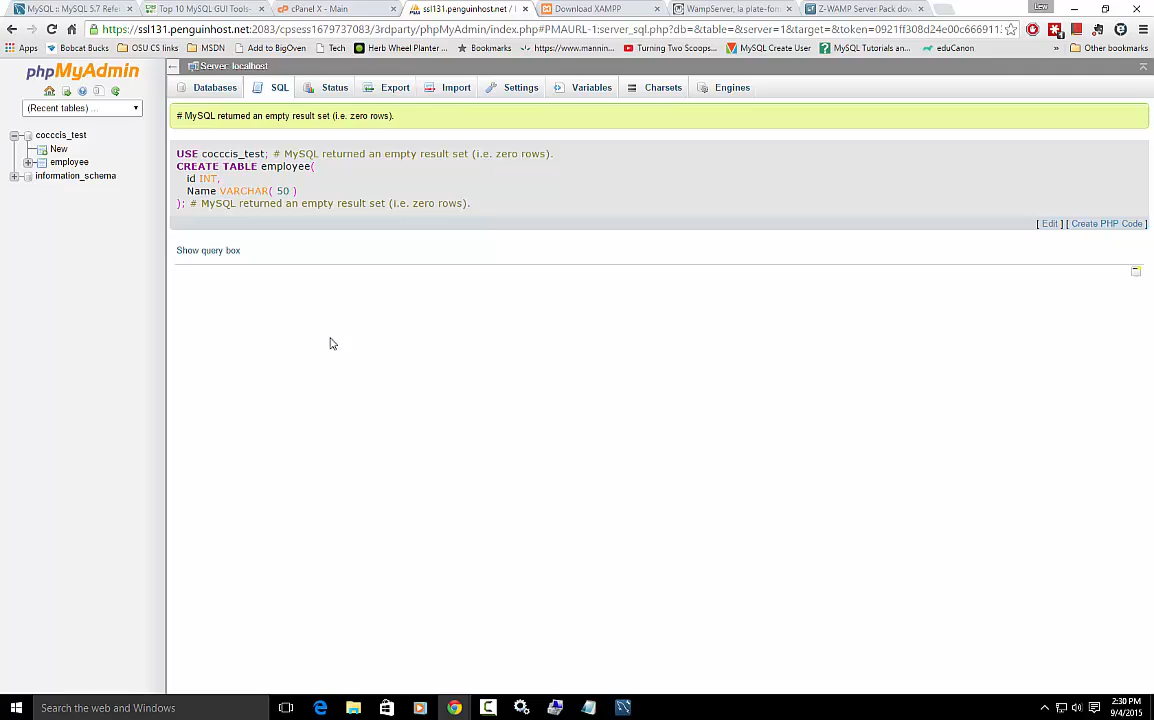 MySQL :: MySQL 5.7 Refe
Top 10 MySQL GUI Tools-
cPanel X - Main
ssl131.penguinhost.net /
Download XAMPP
WampServer, la plate-for
Z-WAMP Server Pack dow
Lew
https://ssl131.penguinhost.net:2083/cpsess1679737083/3rdparty/phpMyAdmin/index.php#PMAURL-1:server_sql.php?db=&table=&server=1&target=&token=0921ff308d24e00c6669117
Apps
Bobcat Bucks
OSU CS links
MSDN
Add to BigOven
Tech
Herb Wheel Planter ...
Bookmarks
https://www.mannin...
Turning Two Scoops...
MySQL Create User
MySQL Tutorials an...
eduCanon
»
Other bookmarks
phpMyAdmin
(Recent tables) ...
cocccis_test
New
employee
information_schema
Server: localhost
Databases
SQL
Status
Export
Import
Settings
Variables
Charsets
Engines
# MySQL returned an empty result set (i.e. zero rows).
USE cocccis_test; # MySQL returned an empty result set (i.e. zero rows).
CREATE TABLE employee(
id INT,
Name VARCHAR( 50 )
); # MySQL returned an empty result set (i.e. zero rows).
[ Edit ] [ Create PHP Code ]
Show query box
Search the web and Windows
2:30 PM
9/4/2015